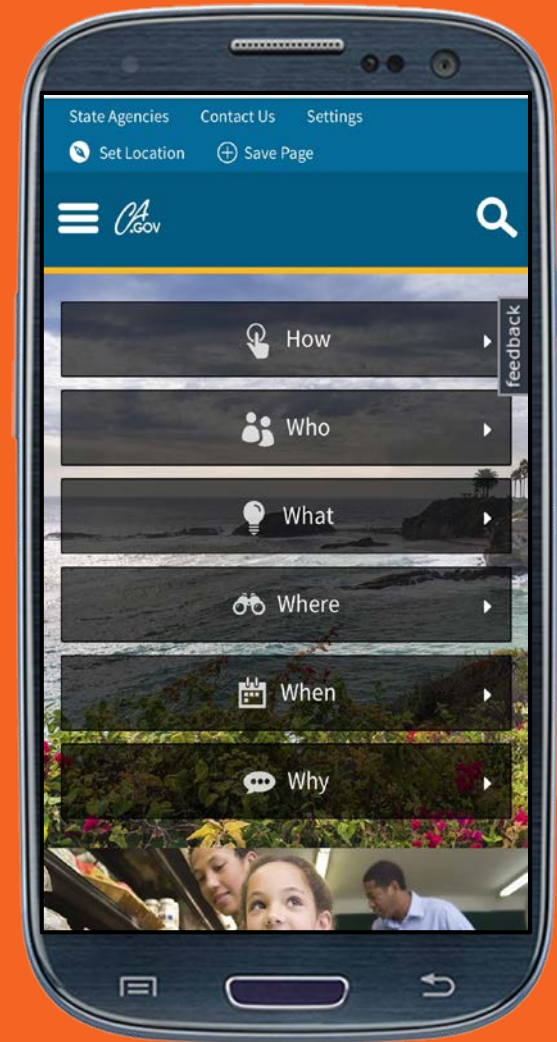 State Agencies Contact Us Settings
Set Location Save Page
CA.GOV
feedback
How
Who
What
Where
When
Why